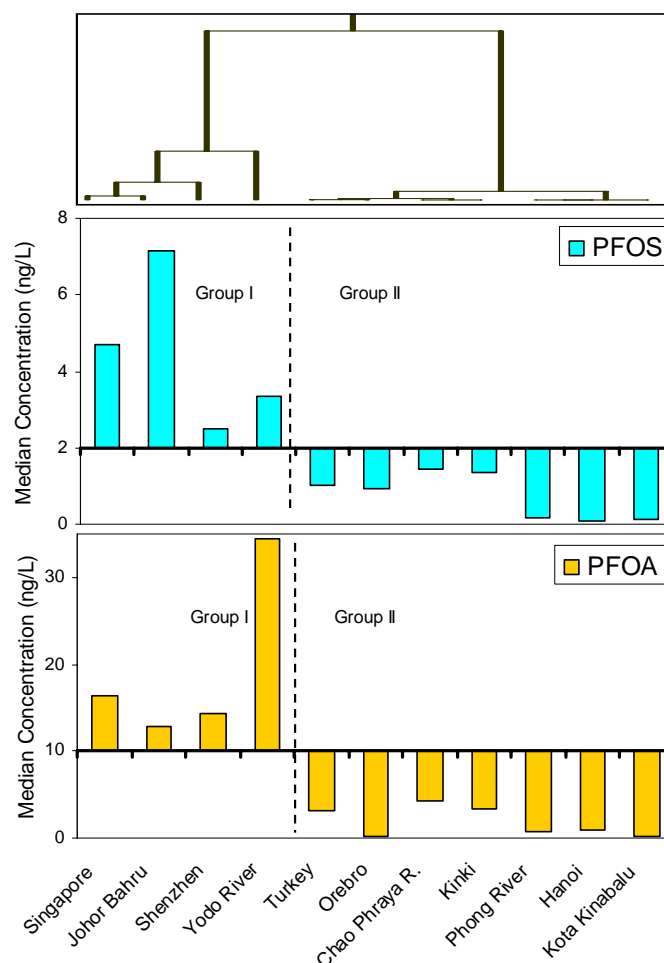 8
PFOS
Group I
Group II
6
4
2
0
Median Concentration (ng/L)
PFOA
30
Group I
Group II
20
10
0
Median Concentration (ng/L)
Singapore
Johor Bahru
Shenzhen
Yodo River
Turkey
Orebro
Chao Phraya R.
Kinki
Phong River
Hanoi
Kota Kinabalu